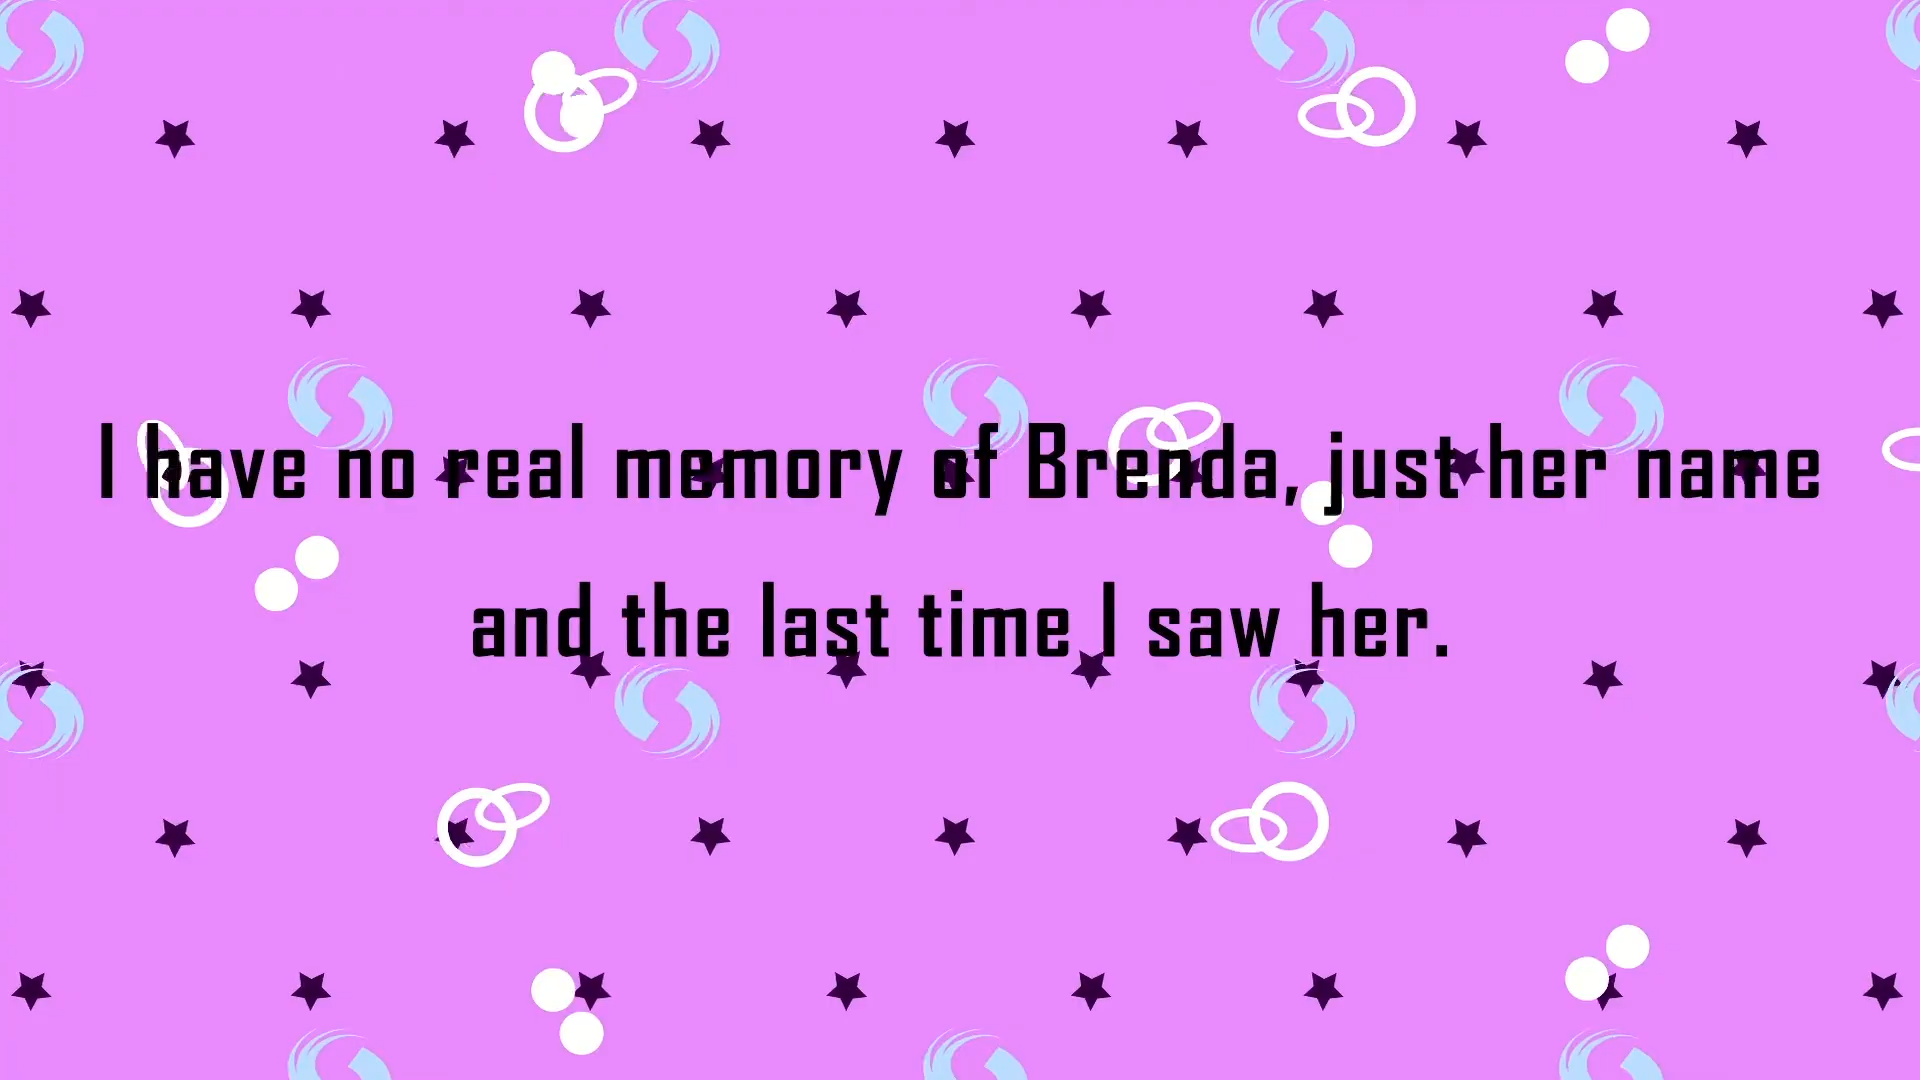 I have no real memory of Brenda, just her name
and the last time I saw her.